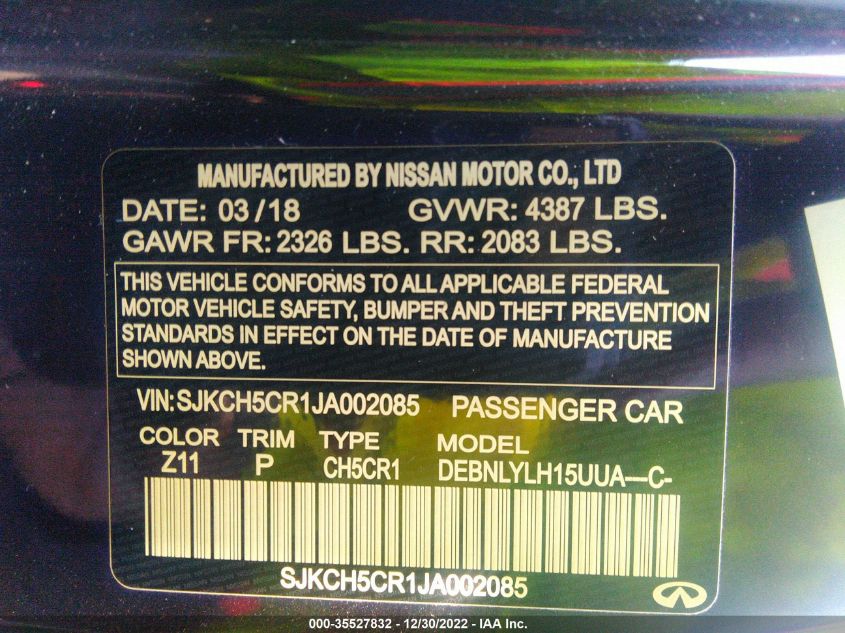 MANUFACTURED BY NISSAN MOTOR CO., LTD
DATE: 03/18 GVWR: 4387 LBS.
GAWR FR: 2326 LBS. RR: 2083 LBS.
THIS VEHICLE CONFORMS TO ALL APPLICABLE FEDERAL
MOTOR VEHICLE SAFETY, BUMPER AND THEFT PREVENTION
STANDARDS IN EFFECT ON THE DATE OF MANUFACTURE
SHOWN ABOVE.
VIN: SJKCH5CR1JA002085 PASSENGER CAR
COLOR TRIM TYPE MODEL
Z11 P CH5CR1 DEBNLYLH15UUA—C-
SJKCH5CR1JA002085
000-35527832 - 12/30/2022 - IAA Inc.